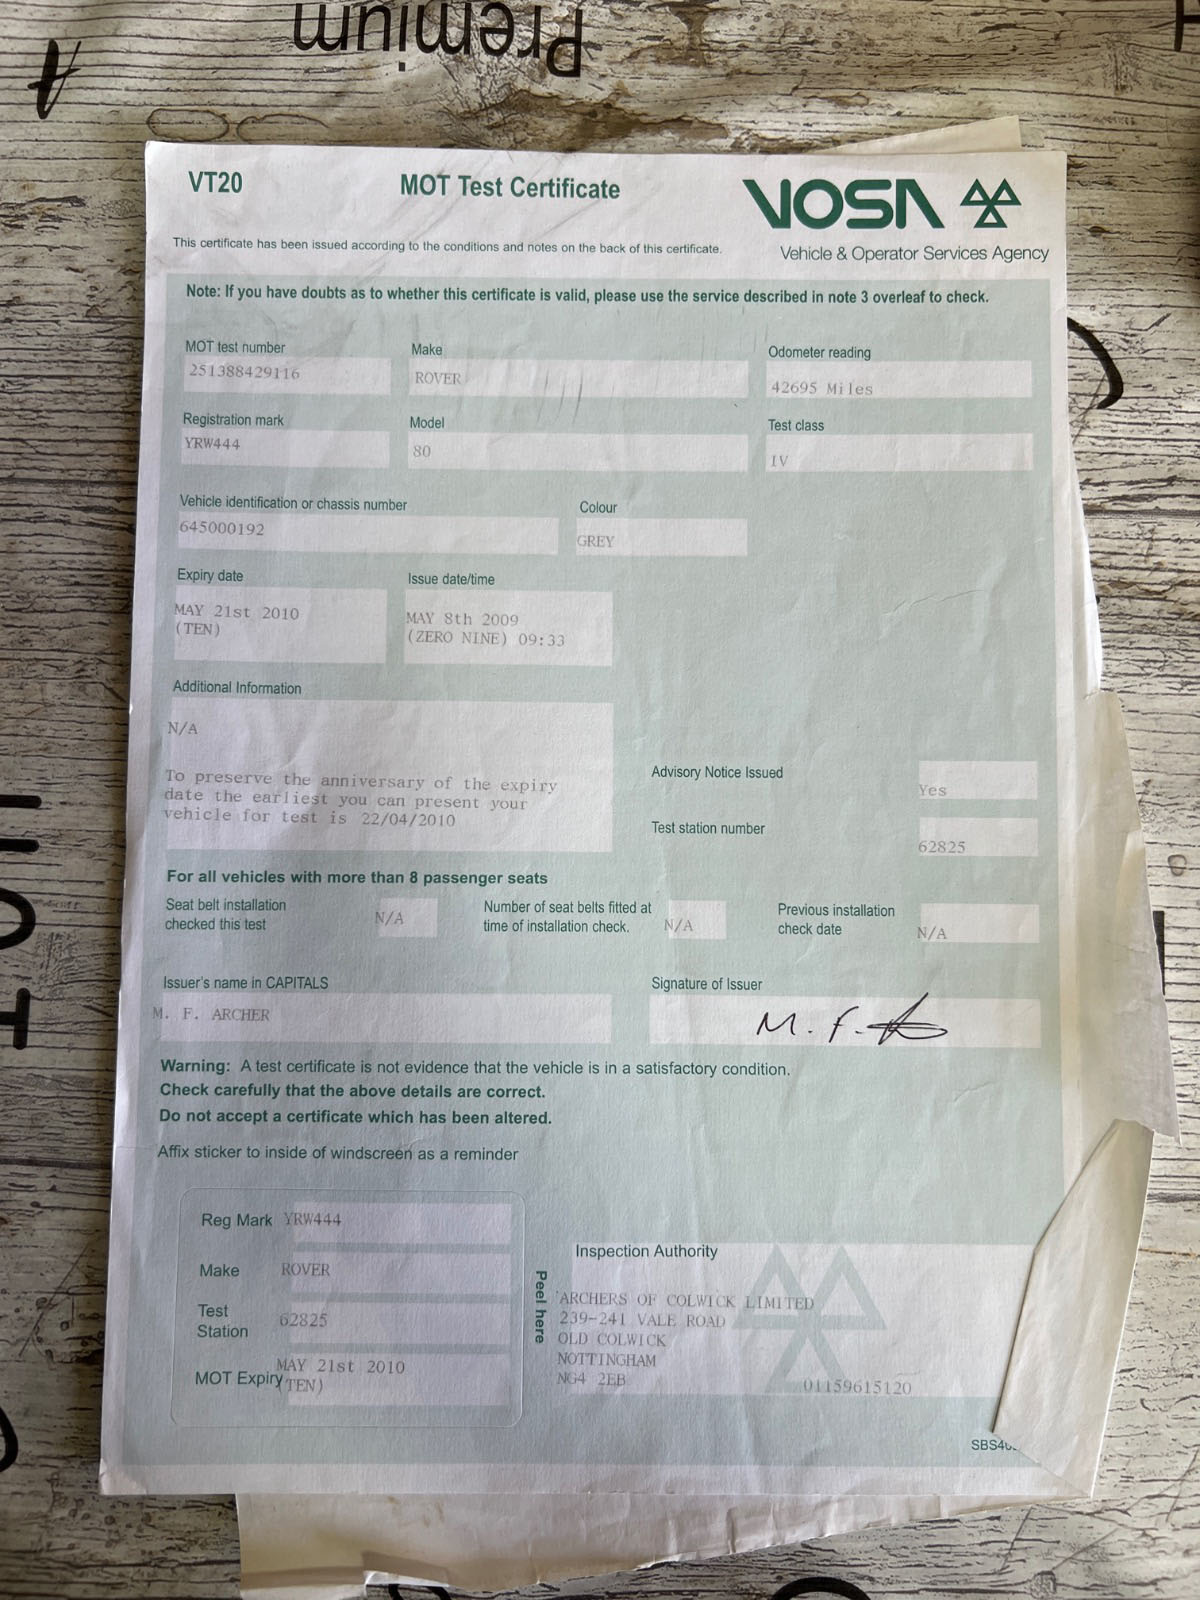 Premium
VT20
MOT Test Certificate
VOSA
Vehicle & Operator Services Agency
This certificate has been issued according to the conditions and notes on the back of this certificate.
Note: If you have doubts as to whether this certificate is valid, please use the service described in note 3 overleaf to check.
MOT test number
251388429116
Make
ROVER
Odometer reading
42695 Miles
Registration mark
YRW444
Model
80
Test class
IV
Vehicle identification or chassis number
645000192
Colour
GREY
Expiry date
MAY 21st 2010
(TEN)
Issue date/time
MAY 8th 2009
(ZERO NINE) 09:33
Additional Information
N/A
To preserve the anniversary of the expiry
date the earliest you can present your
vehicle for test is 22/04/2010
Advisory Notice Issued
Yes
Test station number
62825
For all vehicles with more than 8 passenger seats
Seat belt installation
checked this test
N/A
Number of seat belts fitted at
time of installation check.
N/A
Previous installation
check date
N/A
Issuer's name in CAPITALS
M. F. ARCHER
Signature of Issuer
M. F.
Warning: A test certificate is not evidence that the vehicle is in a satisfactory condition.
Check carefully that the above details are correct.
Do not accept a certificate which has been altered.
Affix sticker to inside of windscreen as a reminder
Reg Mark YRW444
Make ROVER
Test
Station
62825
MOT Expiry
MAY 21st 2010
(TEN)
Peel here
Inspection Authority
ARCHERS OF COLWICK LIMITED
239-241 VALE ROAD
OLD COLWICK
NOTTINGHAM
NG4 2EB
01159615120